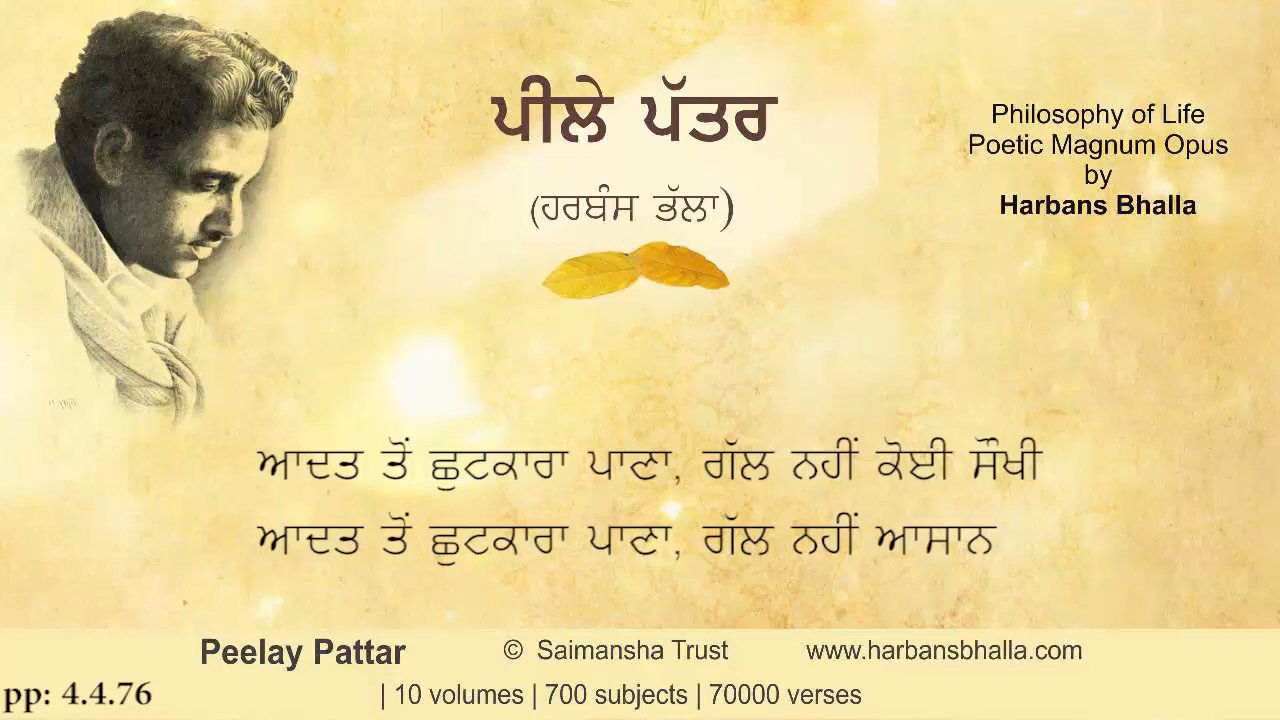 ਪੀਲੇ ਪੱਤਰ
(ਹਰਬੰਸ ਭੱਲਾ)
Philosophy of Life
Poetic Magnum Opus
by
Harbans Bhalla
ਆਦਤ ਤੋਂ ਛੁਟਕਾਰਾ ਪਾਣਾ, ਗੱਲ ਨਹੀਂ ਕੋਈ ਸੌਖੀ
ਆਦਤ ਤੋਂ ਛੁਟਕਾਰਾ ਪਾਣਾ, ਗੱਲ ਨਹੀਂ ਆਸਾਨ
Peelay Pattar © Saimansha Trust www.harbansbhalla.com
pp: 4.4.76 | 10 volumes | 700 subjects | 70000 verses